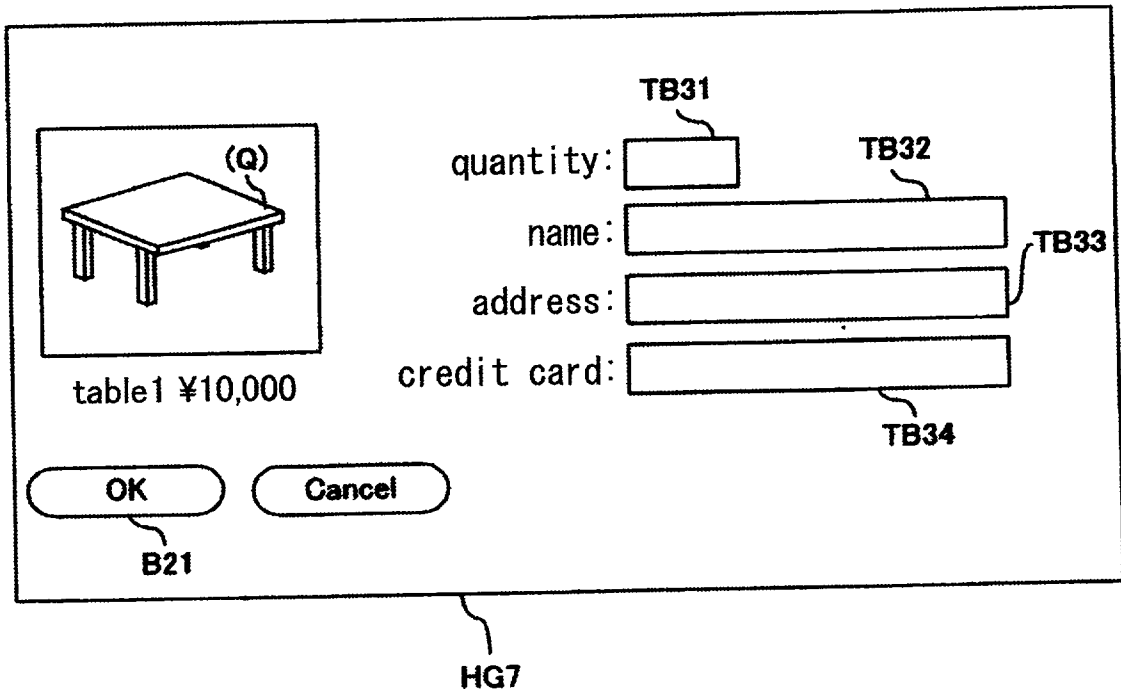 TB31
(Q)
quantity:
TB32
name:
TB33
address:
table1 ¥10,000
credit card:
TB34
OK
Cancel
B21
HG7